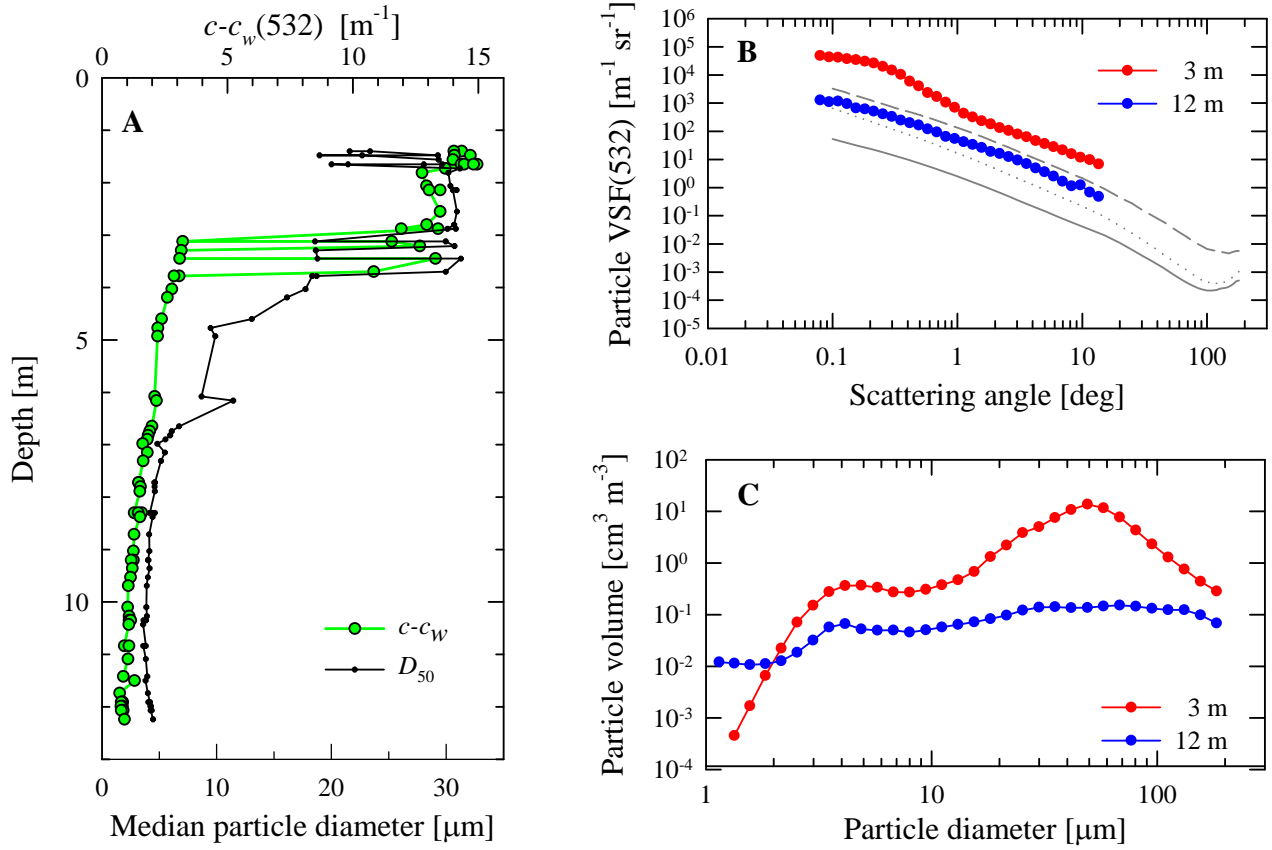 c-c_w(532) [m^-1]
0 5 10 15
A
0
5
10
Depth [m]
c-c_w
D_50
0 10 20 30
Median particle diameter [μm]
B
3 m
12 m
Particle VSF(532) [m^-1 sr^-1]
10^6
10^5
10^4
10^3
10^2
10^1
10^0
10^-1
10^-2
10^-3
10^-4
10^-5
0.01 0.1 1 10 100
Scattering angle [deg]
C
3 m
12 m
Particle volume [cm^3 m^-3]
10^2
10^1
10^0
10^-1
10^-2
10^-3
10^-4
1 10 100
Particle diameter [μm]